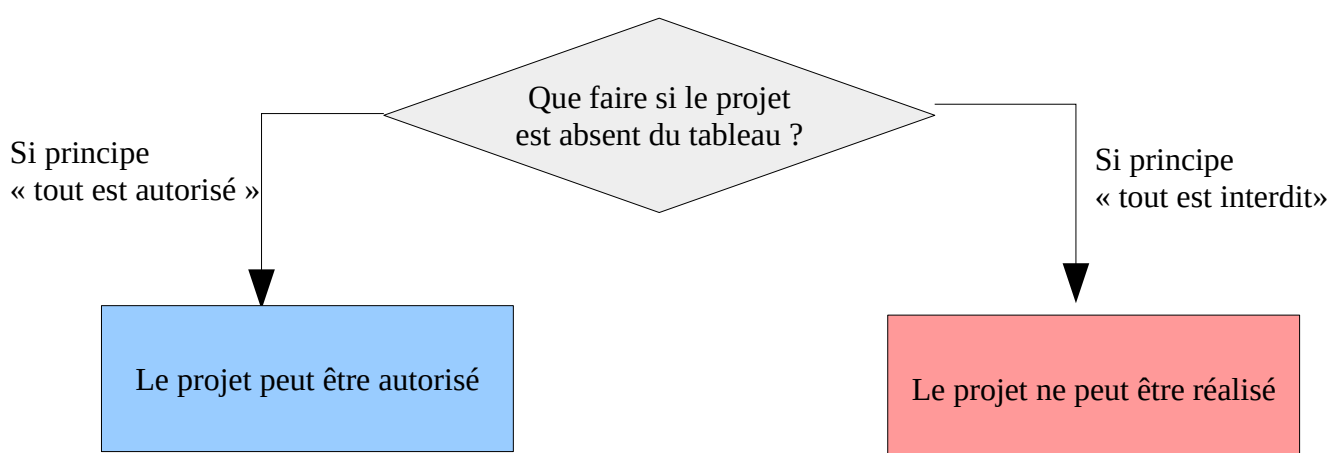 Que faire si le projet
est absent du tableau ?
Si principe
« tout est autorisé »
Si principe
« tout est interdit»
Le projet peut être autorisé
Le projet ne peut être réalisé